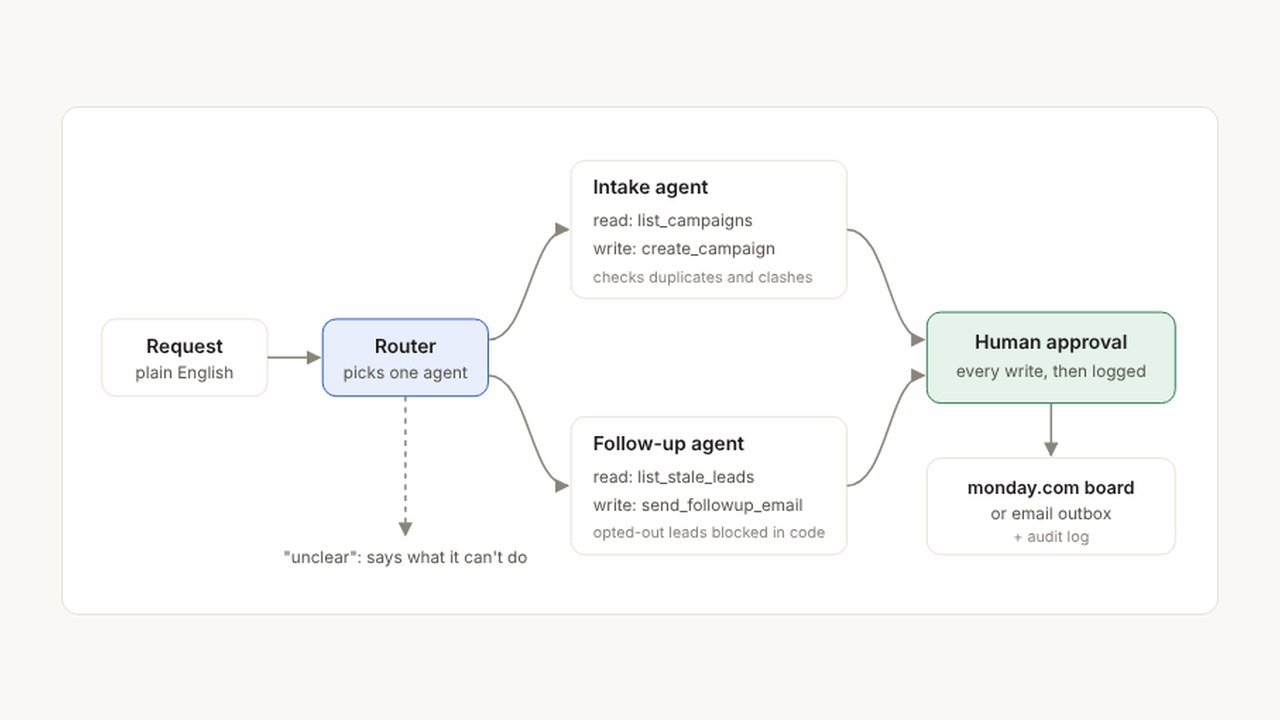 Request
plain English
Router
picks one agent
"unclear": says what it can't do
Intake agent
read: list_campaigns
write: create_campaign
checks duplicates and clashes
Follow-up agent
read: list_stale_leads
write: send_followup_email
opted-out leads blocked in code
Human approval
every write, then logged
monday.com board
or email outbox
+ audit log